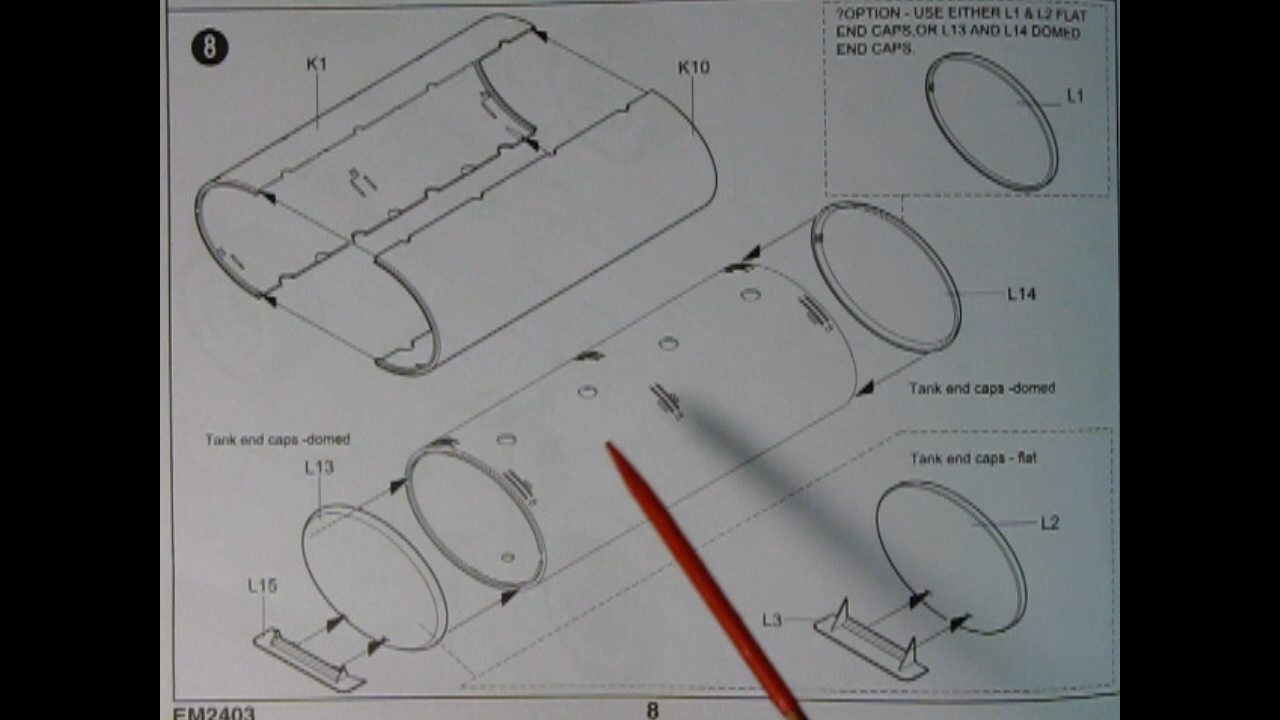 8
K1
K10
?OPTION - USE EITHER L1 & L2 FLAT
END CAPS,OR L13 AND L14 DOMED
END CAPS.
L1
L14
Tank end caps -domed
Tank end caps -domed
L13
Tank end caps - flat
L2
L15
L3
EM2403
8